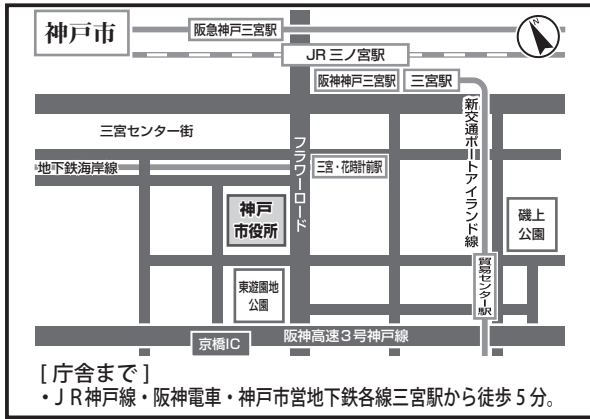 神戸市
阪急神戸三宮駅
N
JR 三ノ宮駅
阪神神戸三宮駅
三宮駅
三宮センター街
フラワーロード
新交通ポートアイランド線
地下鉄海岸線
三宮・花時計前駅
神戸
市役所
磯上
公園
東遊園地
公園
貿易センター駅
阪神高速3号神戸線
京橋IC
[ 庁舎まで ]
・ＪＲ神戸線・阪神電車・神戸市営地下鉄各線三宮駅から徒歩５分。